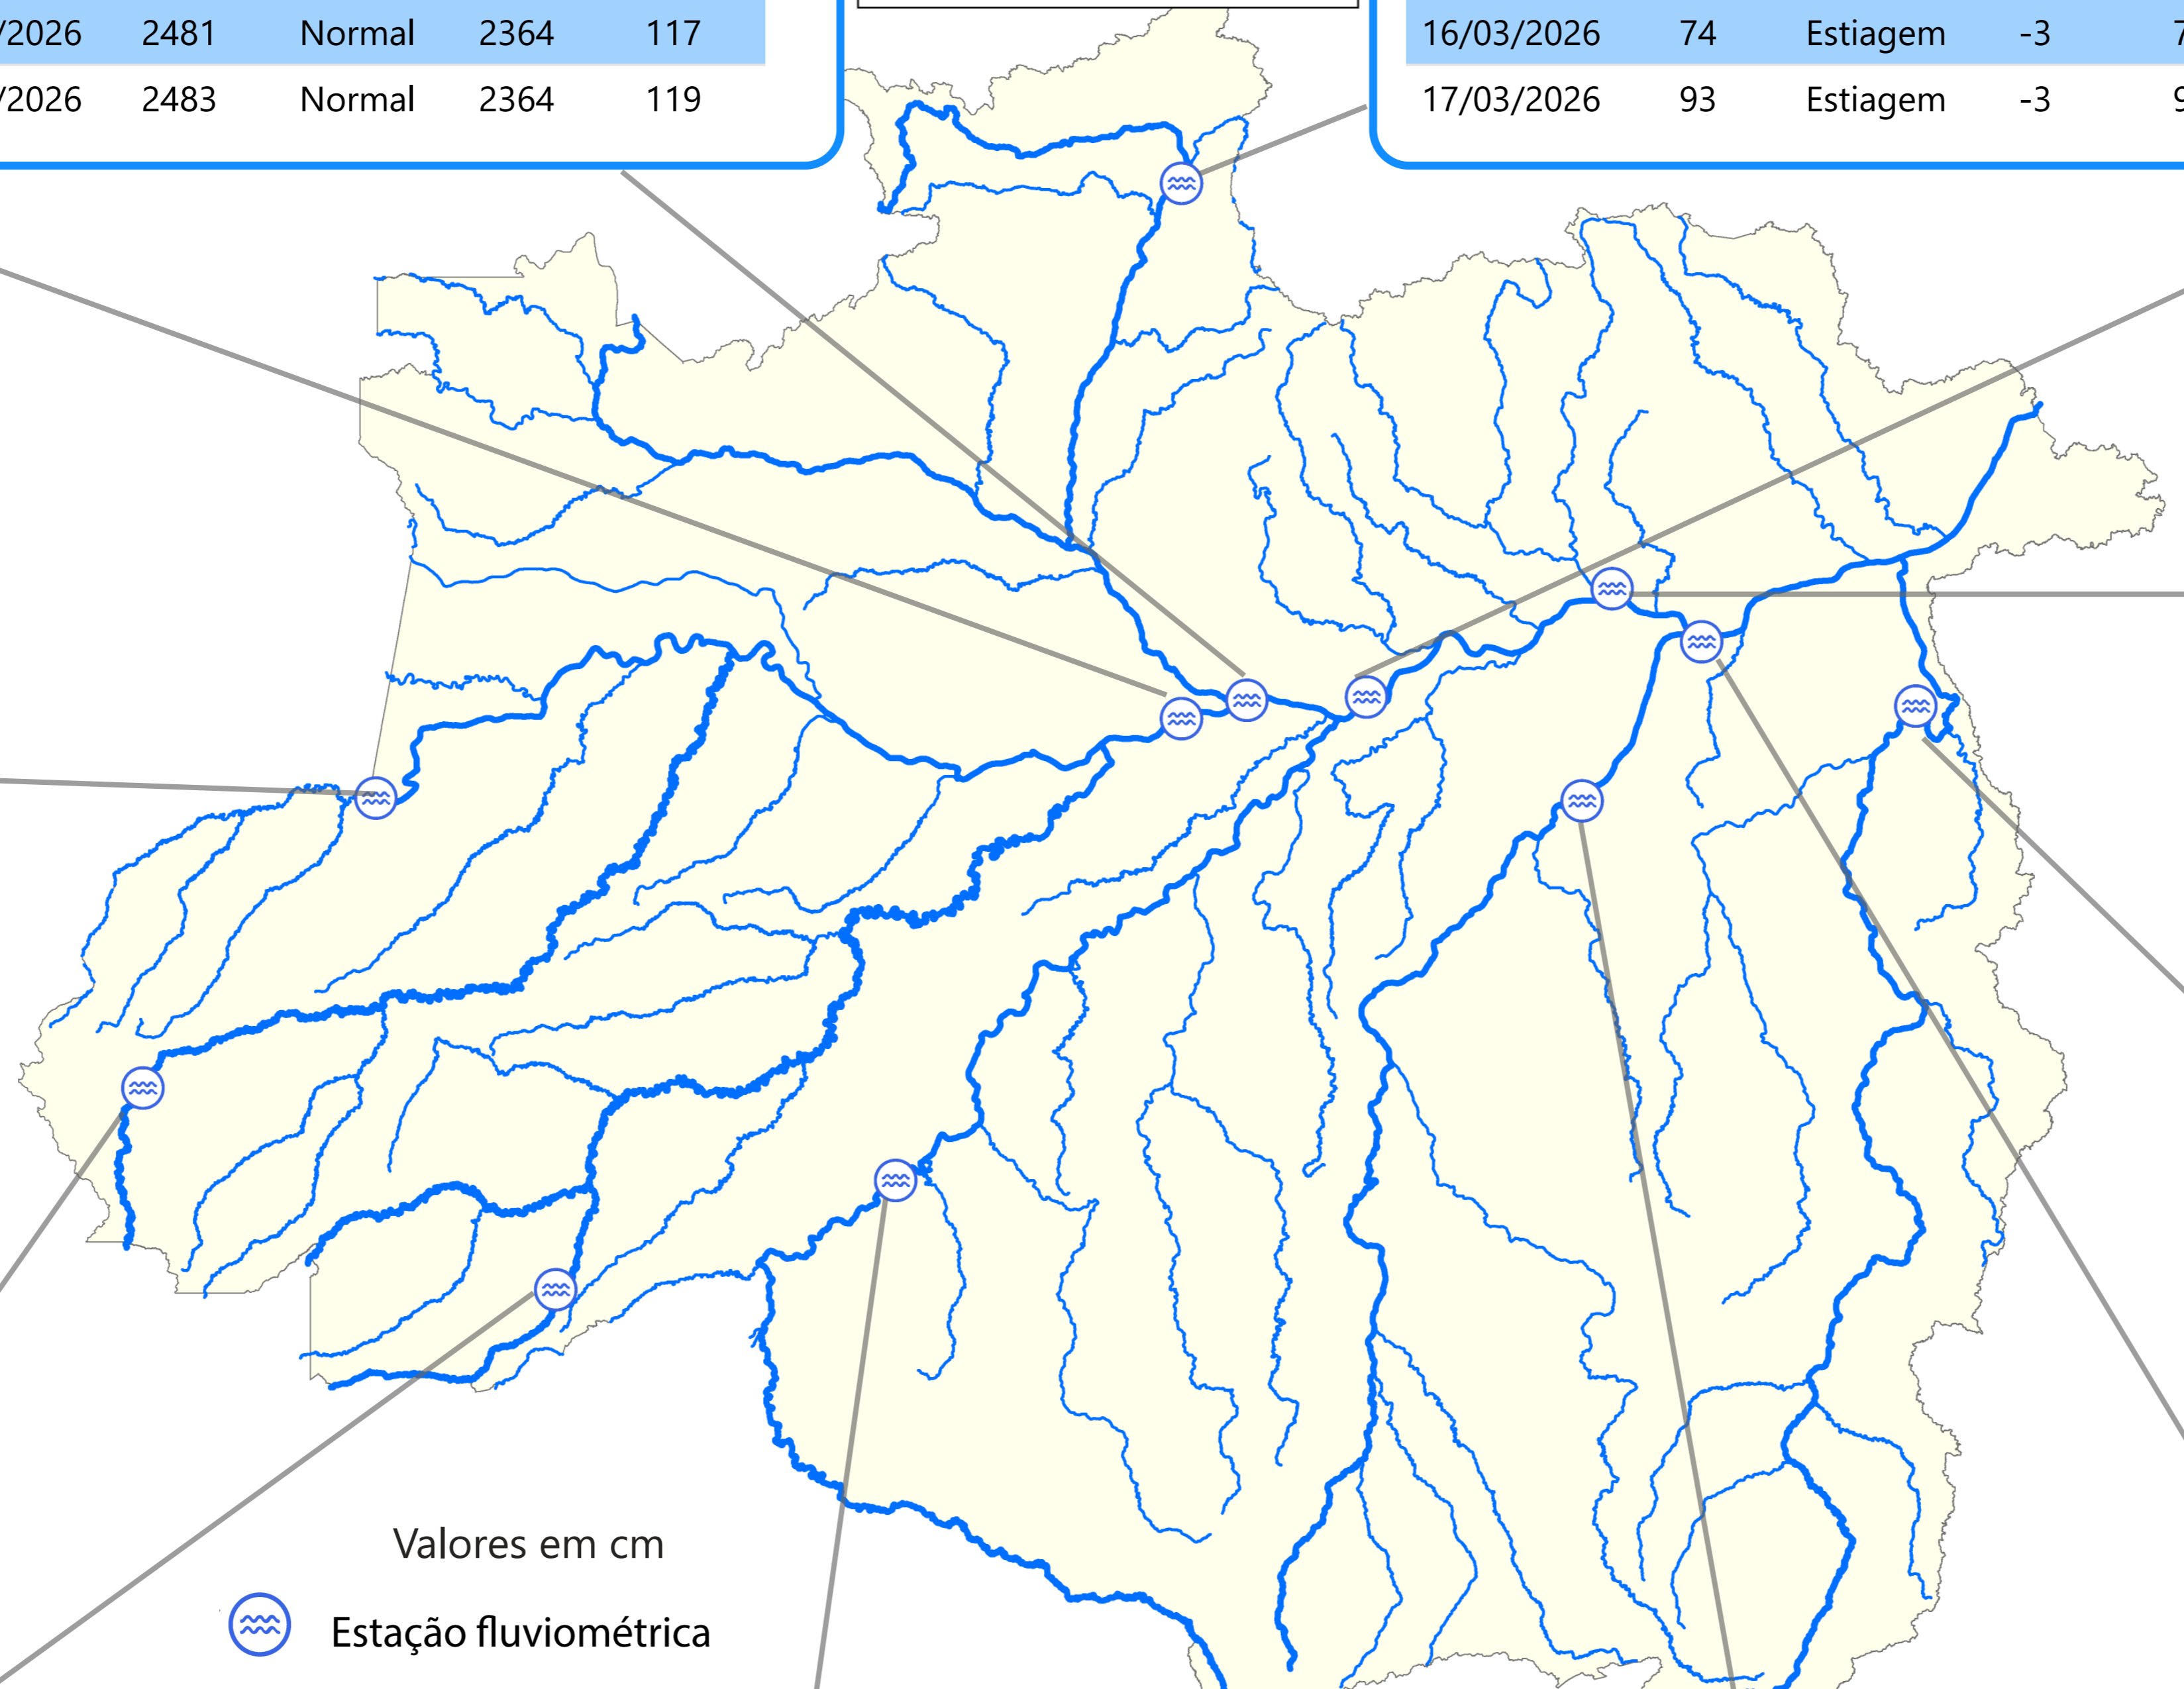 /2026 2481 Normal 2364 117
/2026 2483 Normal 2364 119
16/03/2026 74 Estiagem -3
17/03/2026 93 Estiagem -3
Valores em cm
Estação fluviométrica